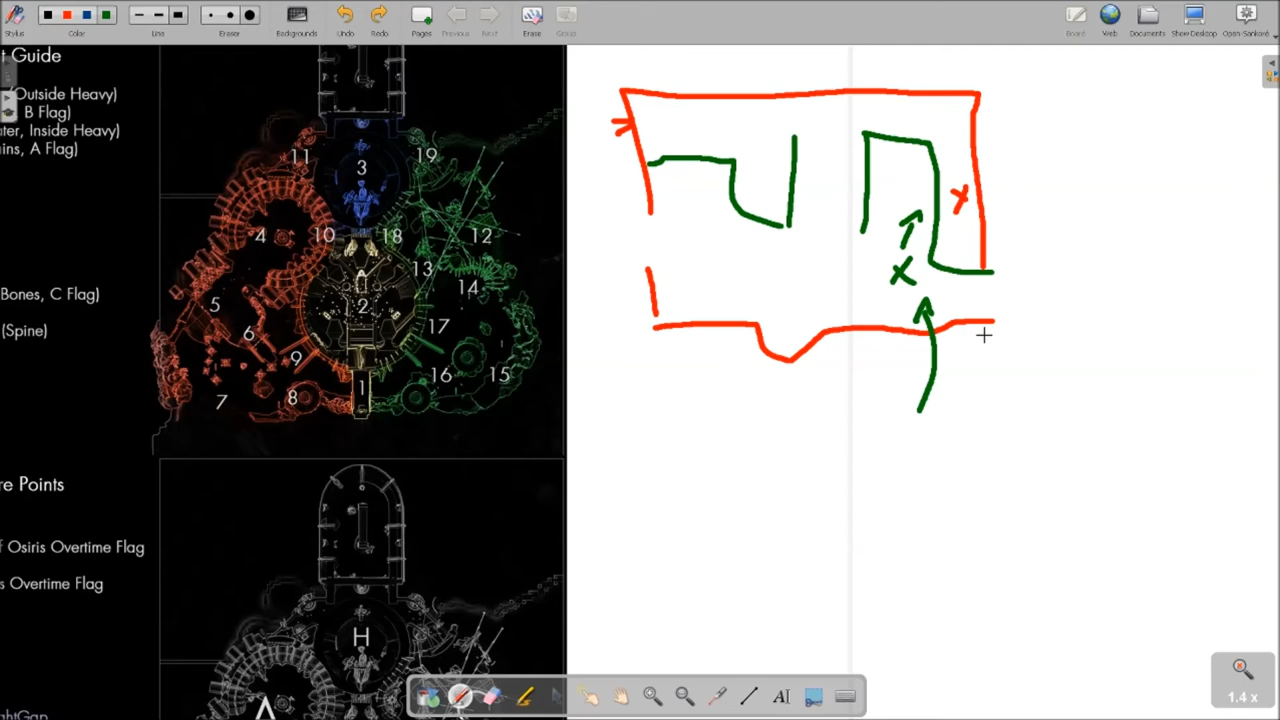 Stylus
Color
Line
Eraser
Backgrounds
Undo
Redo
Pages
Previous
Next
Erase
Group
Board
Web
Documents
Show Desktop
Open-Sankoré
t Guide
(Outside Heavy)
B Flag)
ter, Inside Heavy)
ains, A Flag)
Bones, C Flag)
(Spine)
11
3
19
4
10
18
12
A
13
5
2
14
6
17
9
16
15
7
8
1
re Points
f Osiris Overtime Flag
s Overtime Flag
H
A
ghtGap
X
X
AI
1.4 x